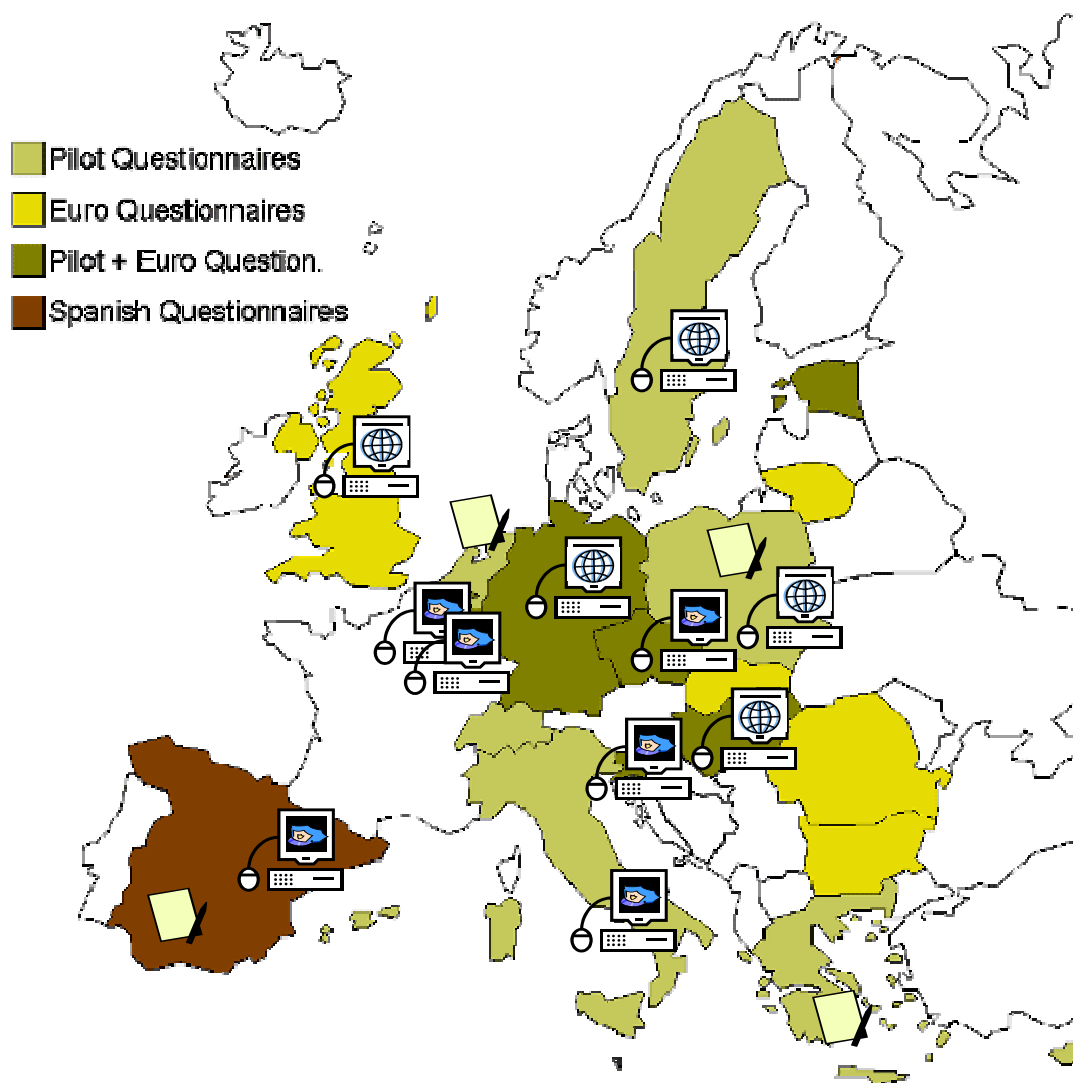 Pilot Questionnaires
Euro Questionnaires
Pilot + Euro Question.
Spanish Questionnaires